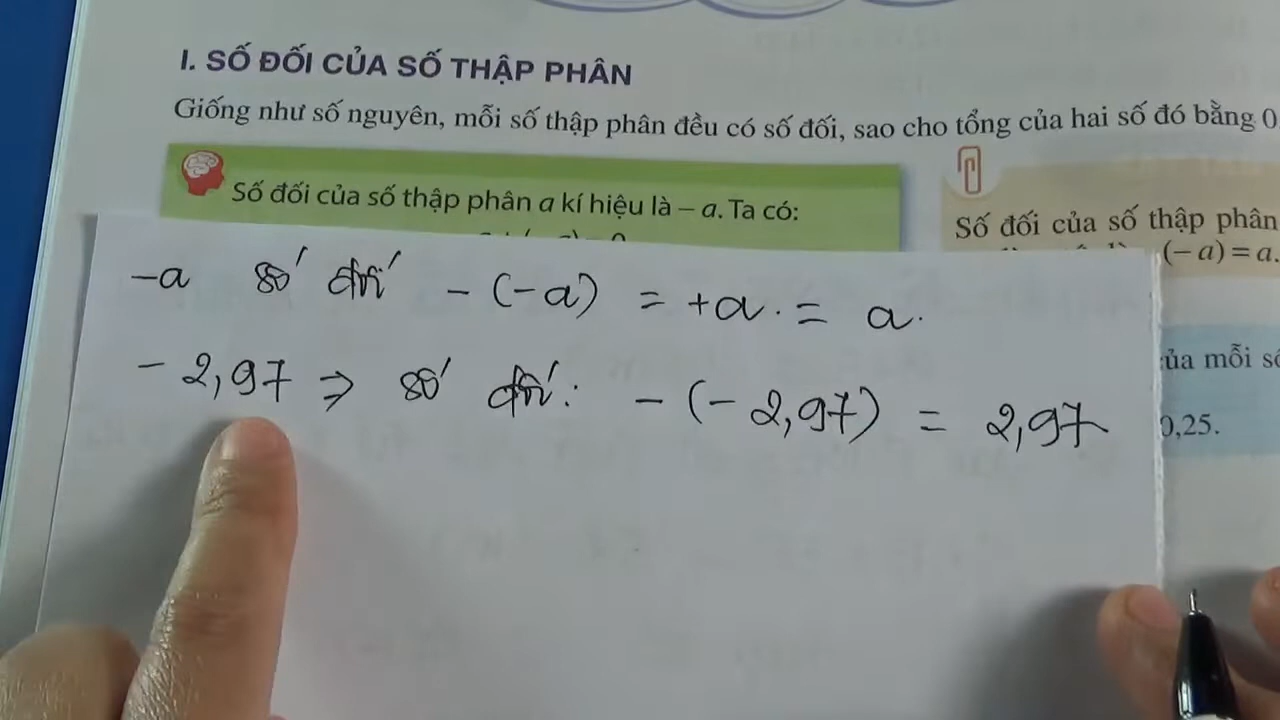 I. SỐ ĐỐI CỦA SỐ THẬP PHÂN
Giống như số nguyên, mỗi số thập phân đều có số đối, sao cho tổng của hai số đó bằng 0
Số đối của số thập phân a kí hiệu là – a. Ta có:
Số đối của số thập phân
(– a) = a.
-a số đối - (-a) = +a. = a.
- 2,97 => số đối: - (- 2,97) = 2,97
của mỗi số
0,25.